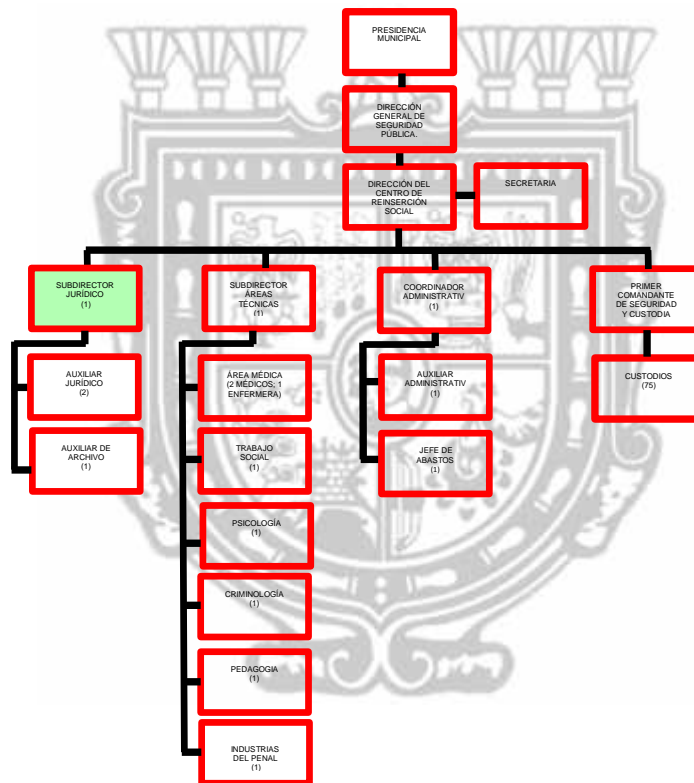 PRESIDENCIA
MUNICIPAL
DIRECCIÓN
GENERAL DE
SEGURIDAD
PÚBLICA.
DIRECCIÓN DEL
CENTRO DE
REINSERCIÓN
SOCIAL
SECRETARIA
SUBDIRECTOR
JURÍDICO
(1)
SUBDIRECTOR
ÁREAS
TÉCNICAS
(1)
COORDINADOR
ADMINISTRATIV
(1)
PRIMER
COMANDANTE
DE SEGURIDAD
Y CUSTODIA
AUXILIAR
JURÍDICO
(2)
AUXILIAR DE
ARCHIVO
(1)
ÁREA MÉDICA
(2 MÉDICOS; 1
ENFERMERA)
TRABAJO
SOCIAL
(1)
PSICOLOGÍA
(1)
CRIMINOLOGÍA
(1)
PEDAGOGIA
(1)
INDUSTRIAS
DEL PENAL
(1)
AUXILIAR
ADMINISTRATIV
(1)
JEFE DE
ABASTOS
(1)
CUSTODIOS
(75)